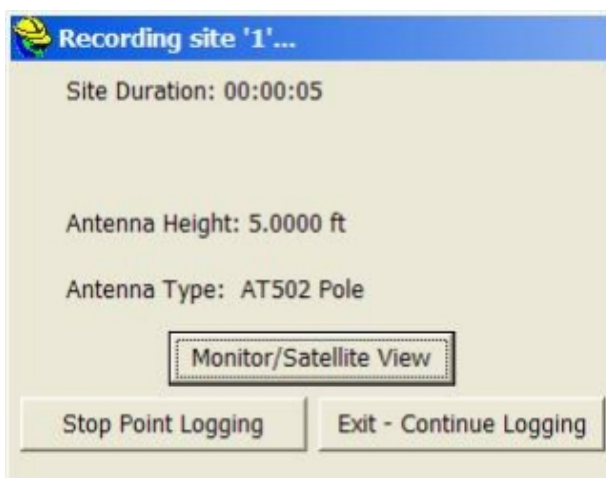 Recording site '1'...
Site Duration: 00:00:05
Antenna Height: 5.0000 ft
Antenna Type: AT502 Pole
Monitor/Satellite View
Stop Point Logging Exit - Continue Logging